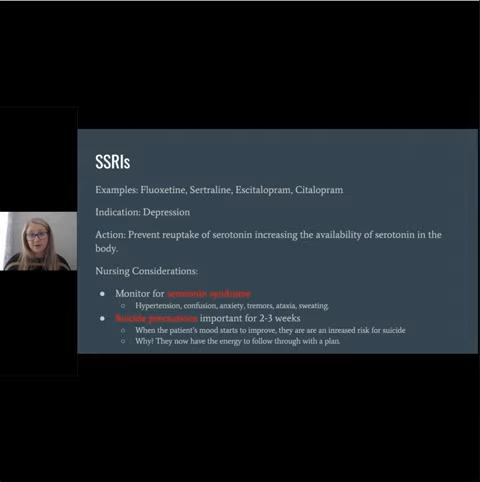 SSRIs
Examples: Fluoxetine, Sertraline, Escitalopram, Citalopram
Indication: Depression
Action: Prevent reuptake of serotonin increasing the availability of serotonin in the
body.
Nursing Considerations:
● Monitor for serotonin syndrome
○ Hypertension, confusion, anxiety, tremors, ataxia, sweating.
● Suicide precautions important for 2-3 weeks
○ When the patient's mood starts to improve, they are are an inreased risk for suicide
○ Why? They now have the energy to follow through with a plan.